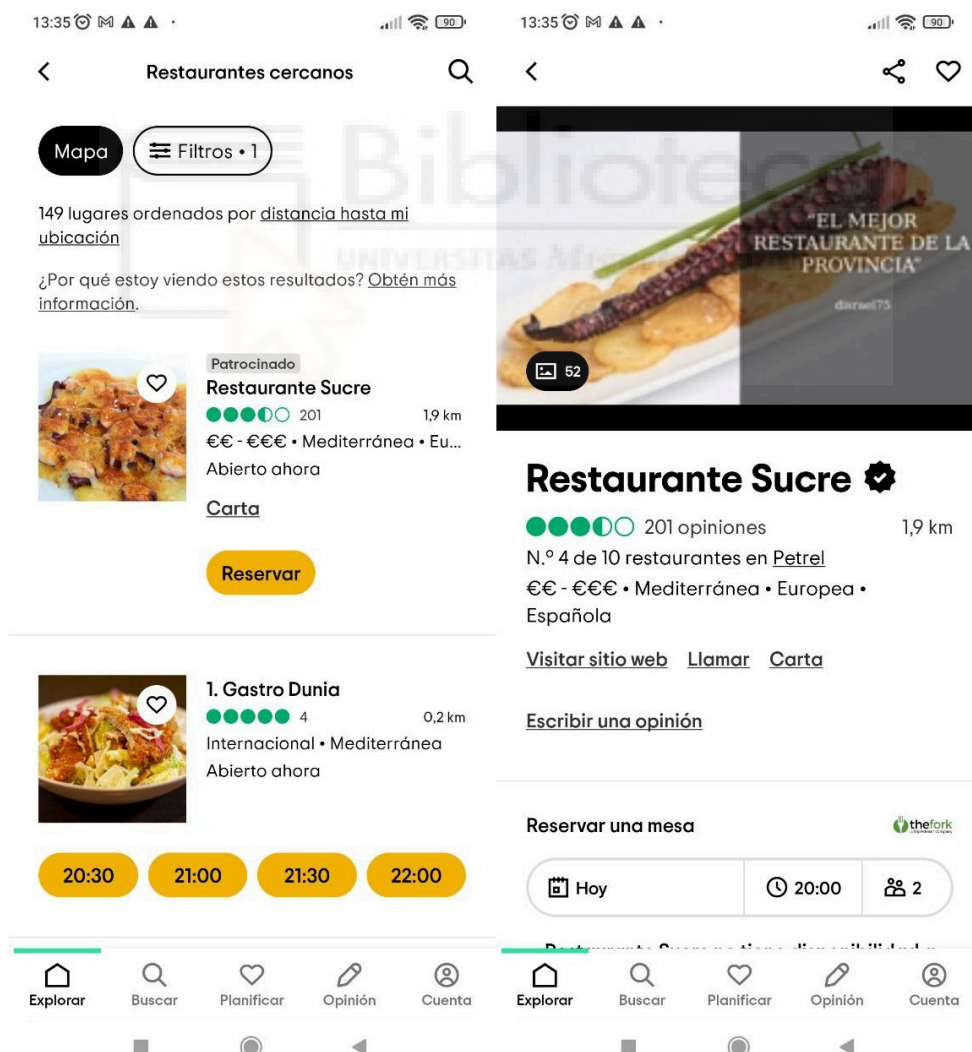 13:35
90
Restaurantes cercanos
Mapa
Filtros • 1
149 lugares ordenados por distancia hasta mi
ubicación
¿Por qué estoy viendo estos resultados? Obtén más
información.
Patrocinado
Restaurante Sucre
201
1,9 km
€€ - €€€ • Mediterránea • Eu...
Abierto ahora
Carta
Reservar
1. Gastro Dunia
4
0,2 km
Internacional • Mediterránea
Abierto ahora
20:30
21:00
21:30
22:00
Explorar
Buscar
Planificar
Opinión
Cuenta
13:35
90
Biblioteca
UNIVERSITAS Miguel
"EL MEJOR
RESTAURANTE DE LA
PROVINCIA"
disrael75
52
Restaurante Sucre
201 opiniones
1,9 km
N.º 4 de 10 restaurantes en Petrel
€€ - €€€ • Mediterránea • Europea •
Española
Visitar sitio web
Llamar
Carta
Escribir una opinión
Reservar una mesa
thefork
Hoy
20:00
2
Explorar
Buscar
Planificar
Opinión
Cuenta